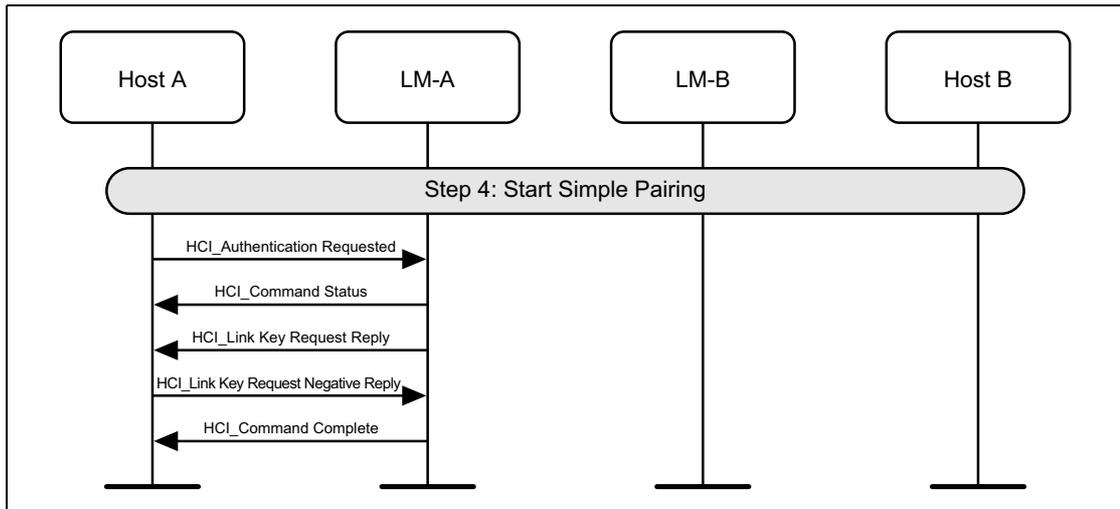 Host A
LM-A
LM-B
Host B
Step 4: Start Simple Pairing
HCI_Authentication Requested
HCI_Command Status
HCI_Link Key Request Reply
HCI_Link Key Request Negative Reply
HCI_Command Complete